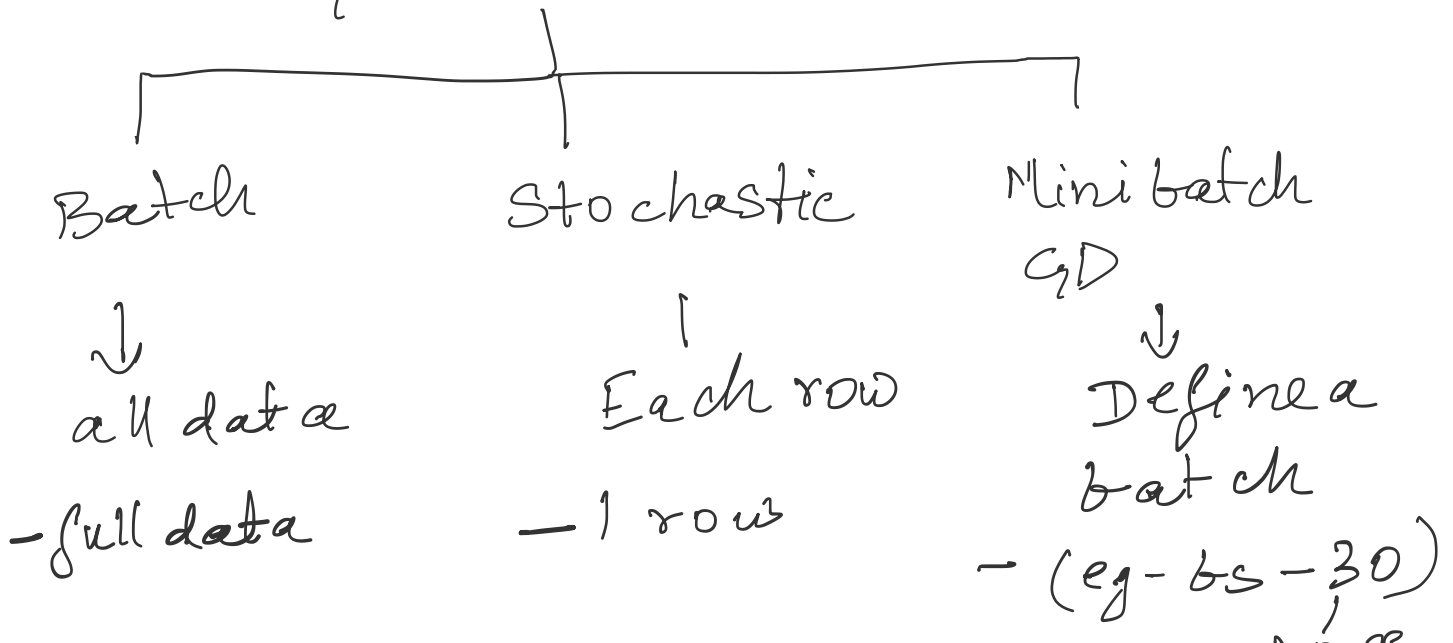 Batch
Stochastic
Mini batch
GD
all data
Each row
Define a
batch
- full data
- 1 row
- (eg - bs - 30)